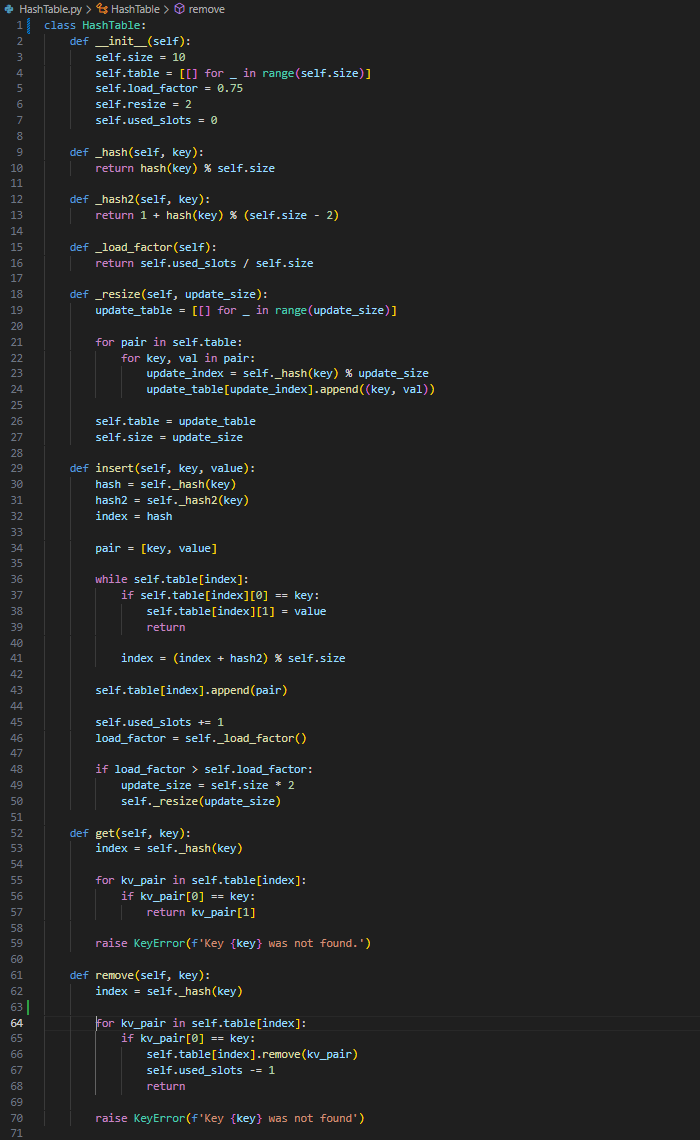 HashTable.py > HashTable > remove
1 class HashTable:
2     def __init__(self):
3         self.size = 10
4         self.table = [[] for _ in range(self.size)]
5         self.load_factor = 0.75
6         self.resize = 2
7         self.used_slots = 0
8
9     def _hash(self, key):
10         return hash(key) % self.size
11
12     def _hash2(self, key):
13         return 1 + hash(key) % (self.size - 2)
14
15     def _load_factor(self):
16         return self.used_slots / self.size
17
18     def _resize(self, update_size):
19         update_table = [[] for _ in range(update_size)]
20
21         for pair in self.table:
22             for key, val in pair:
23                 update_index = self._hash(key) % update_size
24                 update_table[update_index].append((key, val))
25
26         self.table = update_table
27         self.size = update_size
28
29     def insert(self, key, value):
30         hash = self._hash(key)
31         hash2 = self._hash2(key)
32         index = hash
33
34         pair = [key, value]
35
36         while self.table[index]:
37             if self.table[index][0] == key:
38                 self.table[index][1] = value
39                 return
40
41             index = (index + hash2) % self.size
42
43         self.table[index].append(pair)
44
45         self.used_slots += 1
46         load_factor = self._load_factor()
47
48         if load_factor > self.load_factor:
49             update_size = self.size * 2
50             self._resize(update_size)
51
52     def get(self, key):
53         index = self._hash(key)
54
55         for kv_pair in self.table[index]:
56             if kv_pair[0] == key:
57                 return kv_pair[1]
58
59         raise KeyError(f'Key {key} was not found.')
60
61     def remove(self, key):
62         index = self._hash(key)
63
64         for kv_pair in self.table[index]:
65             if kv_pair[0] == key:
66                 self.table[index].remove(kv_pair)
67                 self.used_slots -= 1
68                 return
69
70         raise KeyError(f'Key {key} was not found')
71